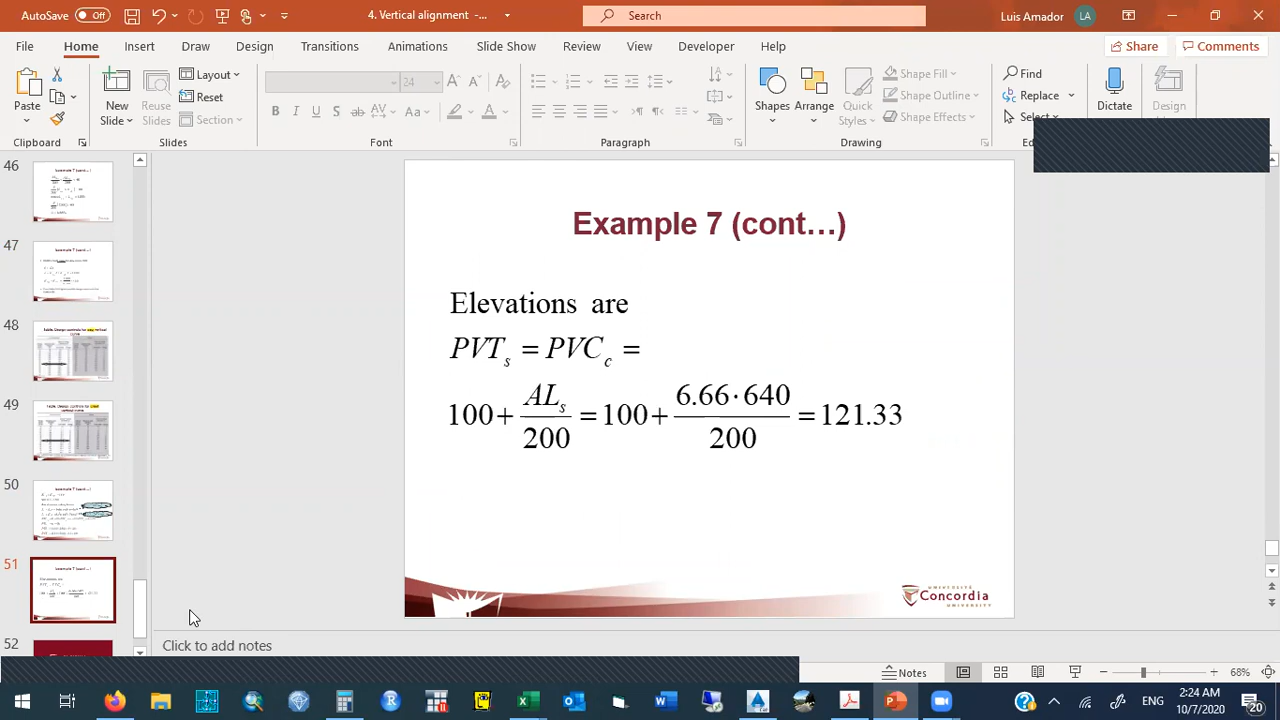 4.Vertical alignment - ...
Search
Luis Amador
LA
AutoSave
Off
File
Home
Insert
Draw
Design
Transitions
Animations
Slide Show
Review
View
Developer
Help
Share
Comments
Paste
New
Slide
Reuse
Slides
Layout
Reset
Section
24
Shapes
Arrange
Quick
Styles
Shape Fill
Shape Outline
Shape Effects
Find
Replace
Select
Dictate
Design
Clipboard
Slides
Font
Paragraph
Drawing
46
47
48
49
50
51
52
Example 7 (cont…)
Elevations are
PVT_s = PVC_c =
100 + AL_s/200 = 100 + 6.66·640/200 = 121.33
UNIVERSITÉ
Concordia
UNIVERSITY
Click to add notes
Notes
68%
ENG
2:24 AM
10/7/2020
20